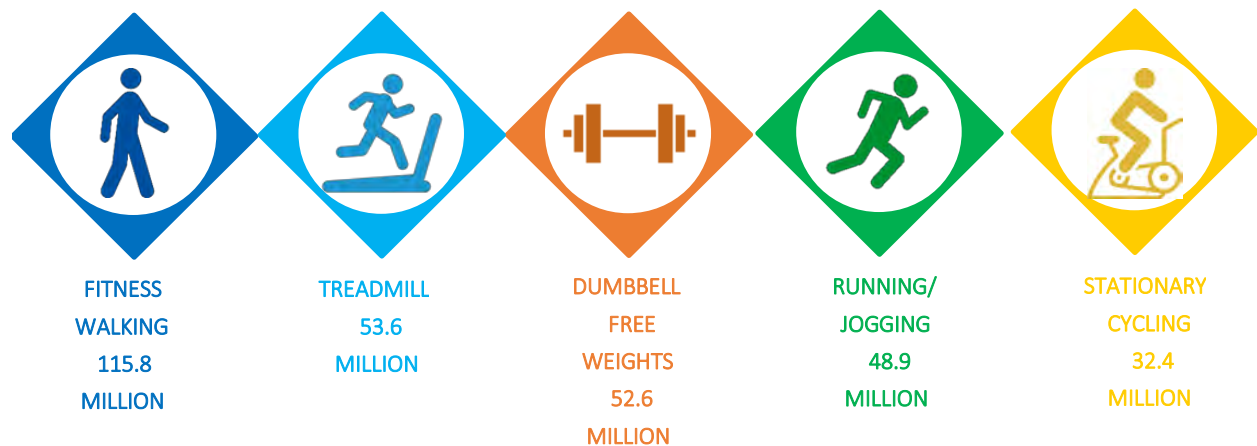 FITNESS
WALKING
115.8
MILLION
TREADMILL
53.6
MILLION
DUMBBELL
FREE
WEIGHTS
52.6
MILLION
RUNNING/
JOGGING
48.9
MILLION
STATIONARY
CYCLING
32.4
MILLION